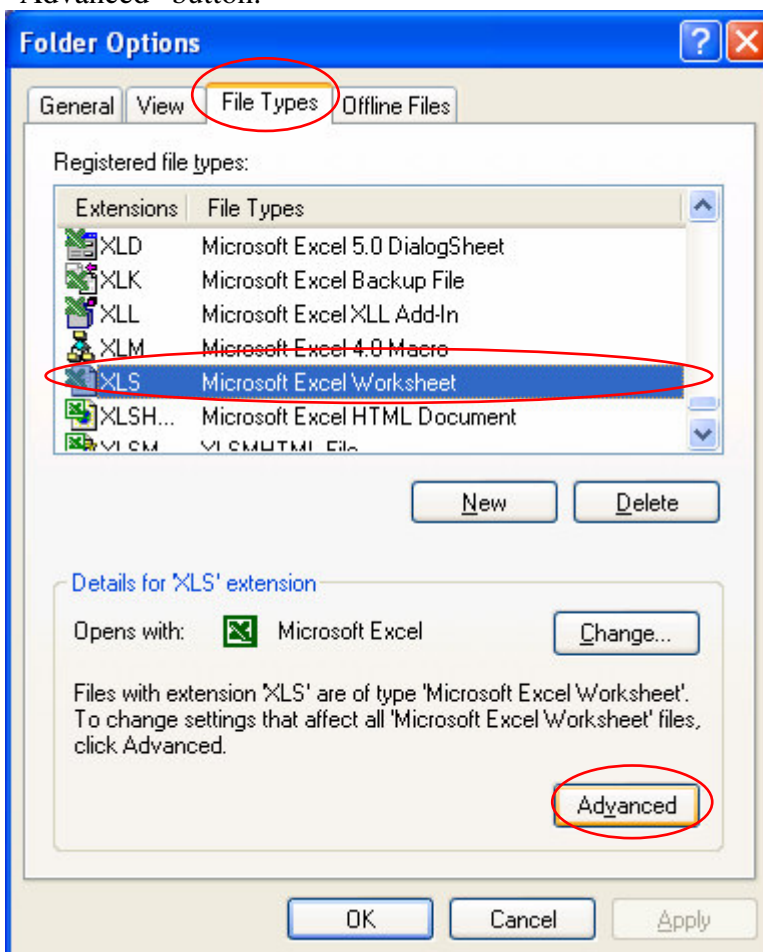 "Advanced" button.
Folder Options
General View File Types Offline Files
Registered file types:
Extensions File Types
XLD Microsoft Excel 5.0 DialogSheet
XLK Microsoft Excel Backup File
XLL Microsoft Excel XLL Add-In
XLM Microsoft Excel 4.0 Macro
XLS Microsoft Excel Worksheet
XLSH... Microsoft Excel HTML Document
New Delete
Details for 'XLS' extension
Opens with: Microsoft Excel Change...
Files with extension 'XLS' are of type 'Microsoft Excel Worksheet'.
To change settings that affect all 'Microsoft Excel Worksheet' files,
click Advanced.
Advanced
OK Cancel Apply